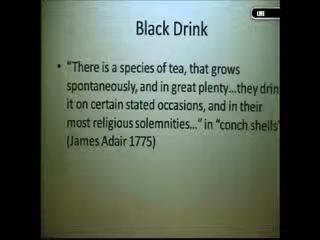 LIVE
Black Drink
• "There is a species of tea, that grows
spontaneously, and in great plenty...they drin
it on certain stated occasions, and in their
most religious solemnities..." in "conch shells"
(James Adair 1775)